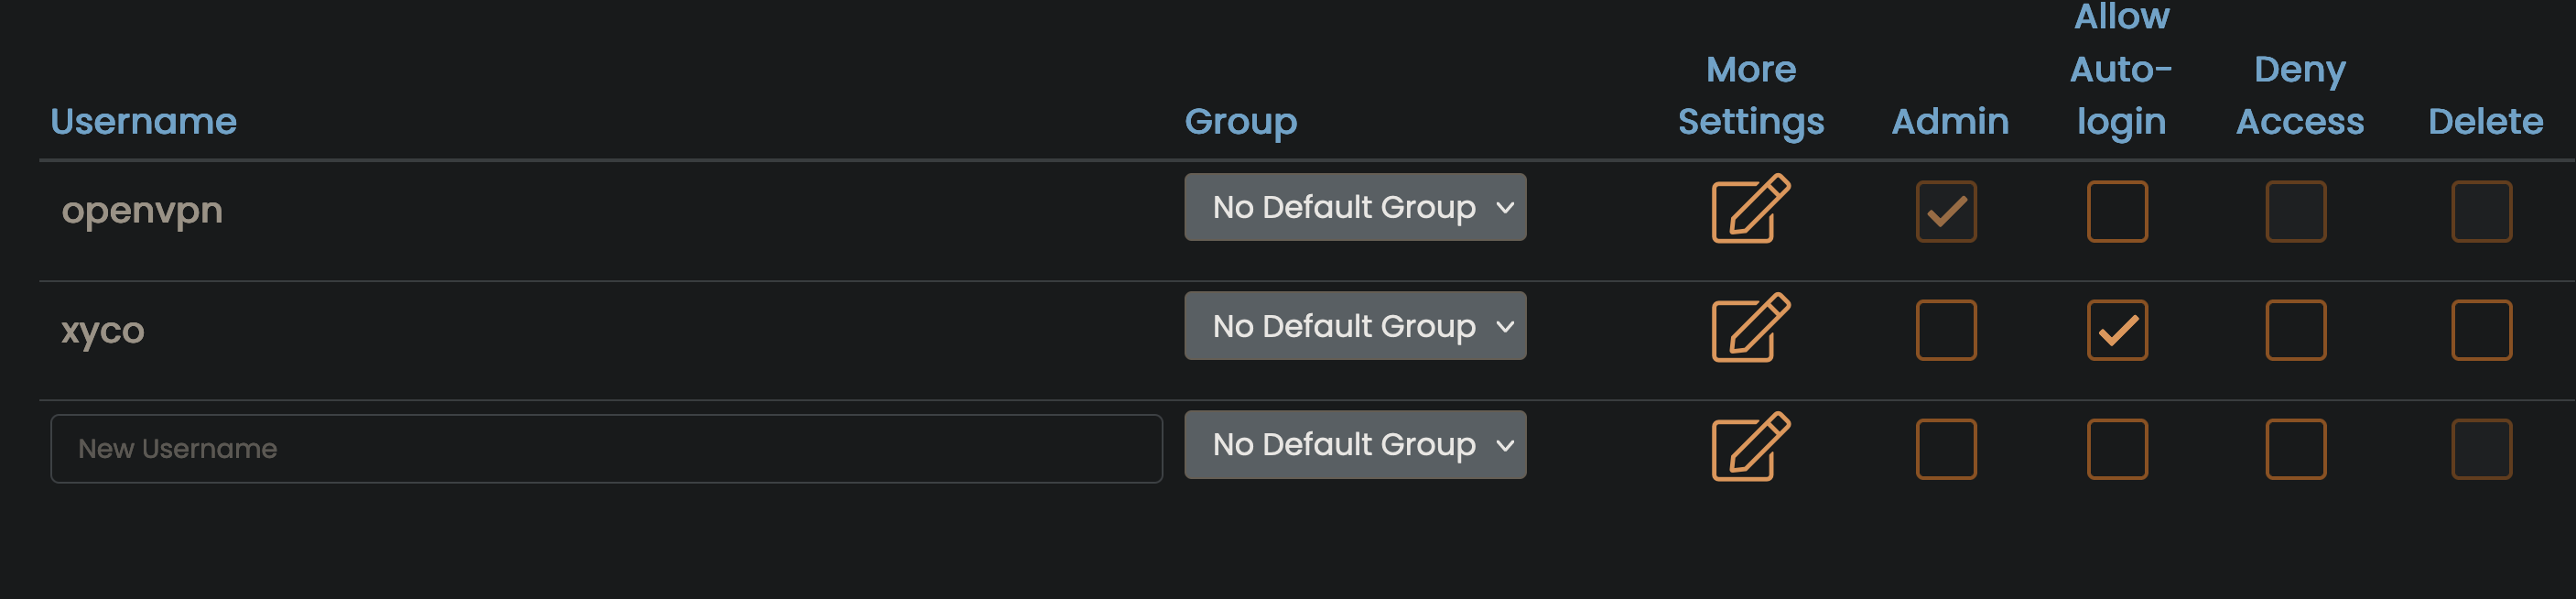 Username Group More Settings Admin Allow Auto-login Deny Access Delete
openvpn No Default Group
xyco No Default Group
New Username No Default Group